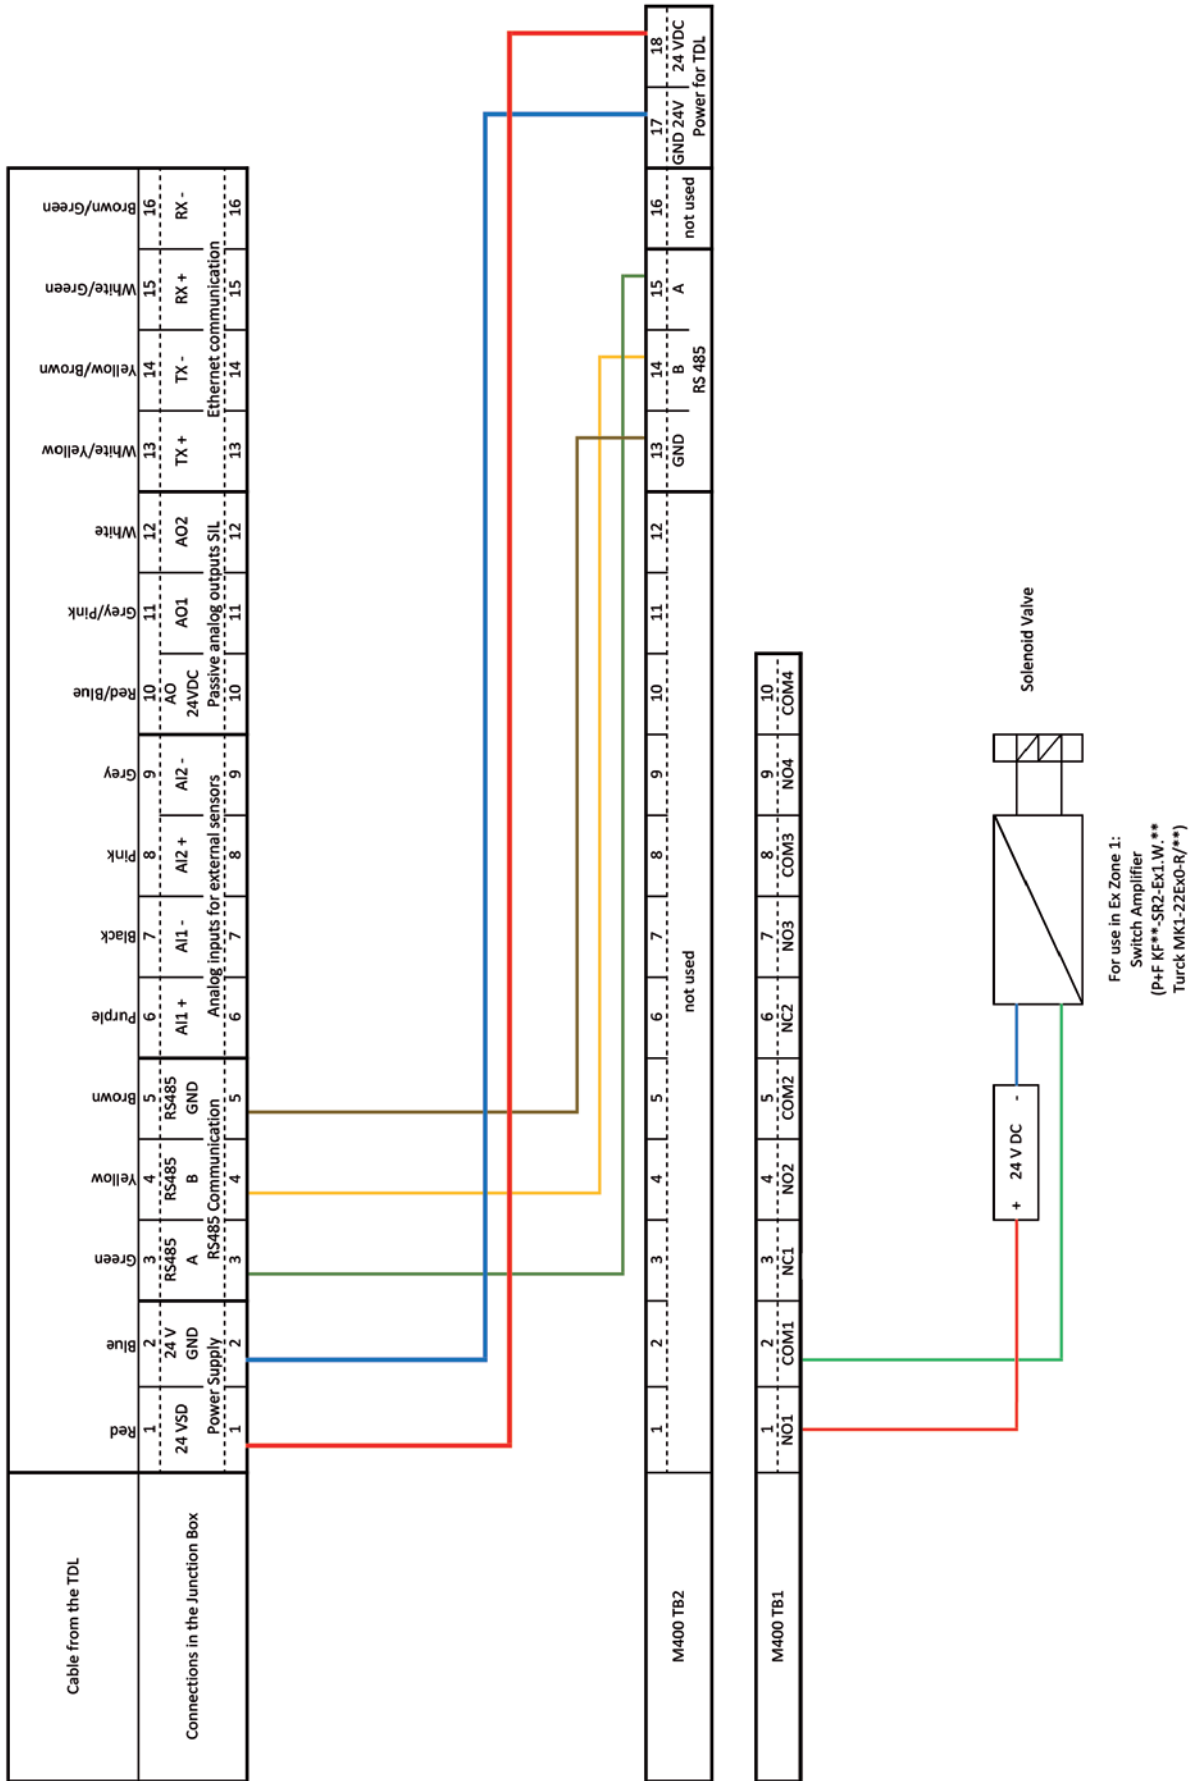 Cable from the TDL
Red
Blue
Green
Yellow
Brown
Purple
Black
Pink
Grey
Red/Blue
Grey/Pink
White
White/Yellow
Yellow/Brown
White/Green
Brown/Green
Connections in the Junction Box
1 2 3 4 5 6 7 8 9 10 11 12 13 14 15 16
24 VSD
24 V
GND
RS485
A
RS485
B
RS485
GND
AI1 +
AI1 -
AI2 +
AI2 -
AO
24VDC
AO1
AO2
TX +
TX -
RX +
RX -
Power Supply
RS485 Communication
Analog inputs for external sensors
Passive analog outputs SIL
Ethernet communication
1 2 3 4 5 6 7 8 9 10 11 12 13 14 15 16
M400 TB2
1 2 3 4 5 6 7 8 9 10 11 12 13 14 15 16 17 18
not used
GND
B
A
RS 485
not used
GND 24V
24 VDC
Power for TDL
M400 TB1
1 2 3 4 5 6 7 8 9 10
NO1 COM1 NC1 NO2 COM2 NC2 NO3 COM3 NO4 COM4
+ 24 V DC -
Solenoid Valve
For use in Ex Zone 1:
Switch Amplifier
(P+F KF**-SR2-Ex1.W.**
Turck MK1-22Ex0-R/**)